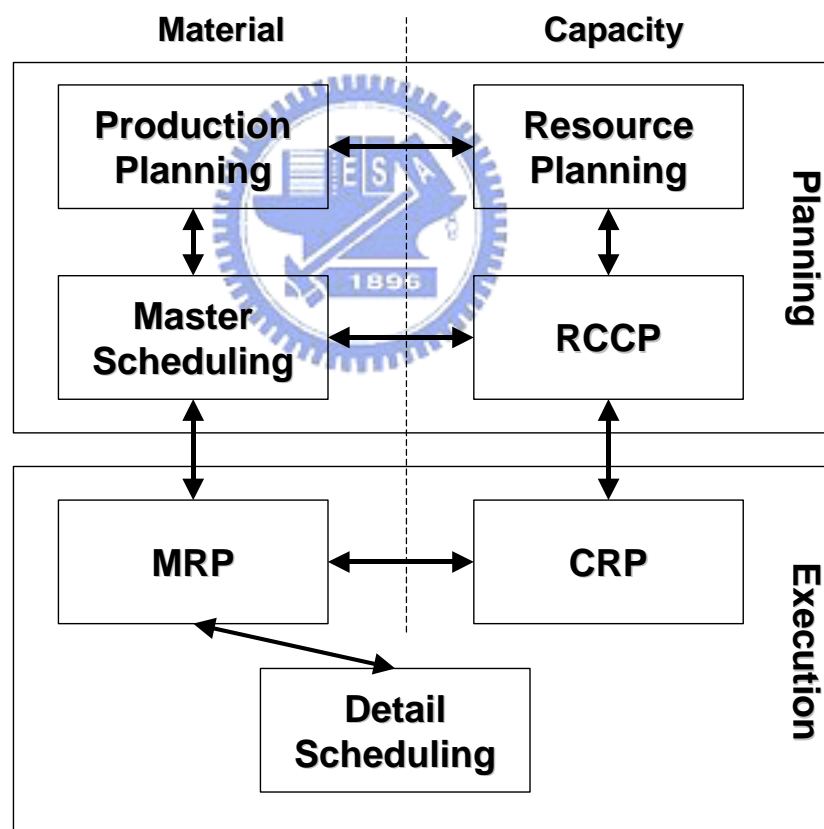 Material
Capacity
Production
Planning
Resource
Planning
Planning
E S A
1896
Master
Scheduling
RCCP
MRP
CRP
Execution
Detail
Scheduling